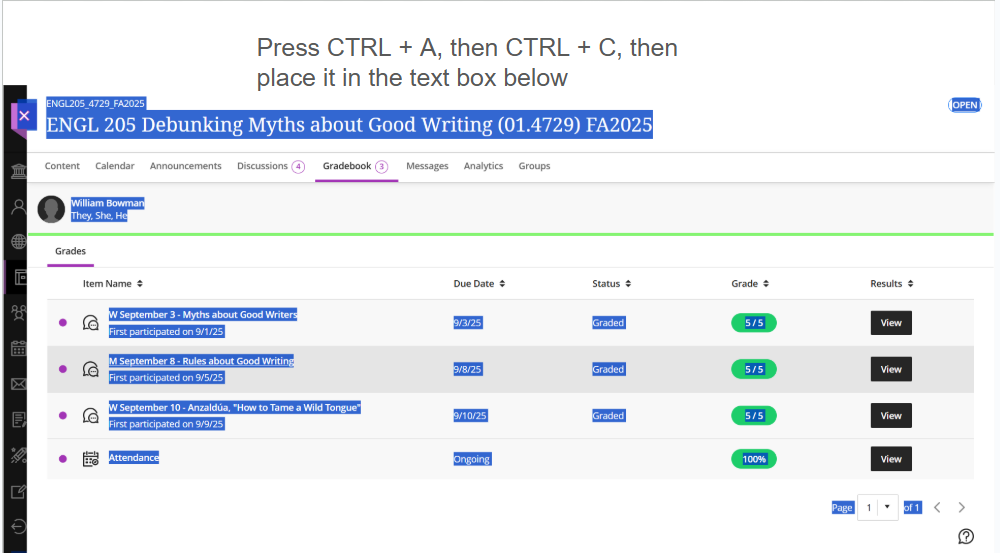 Press CTRL + A, then CTRL + C, then
place it in the text box below
ENGL205_4729_FA2025
OPEN
ENGL 205 Debunking Myths about Good Writing (01.4729) FA2025
Content Calendar Announcements Discussions 4 Gradebook 3 Messages Analytics Groups
William Bowman
They, She, He
Grades
Item Name Due Date Status Grade Results
W September 3 - Myths about Good Writers
First participated on 9/1/25
9/3/25 Graded 5 / 5 View
M September 8 - Rules about Good Writing
First participated on 9/5/25
9/8/25 Graded 5 / 5 View
W September 10 - Anzaldúa, "How to Tame a Wild Tongue"
First participated on 9/9/25
9/10/25 Graded 5 / 5 View
Attendance Ongoing 100% View
Page 1 of 1